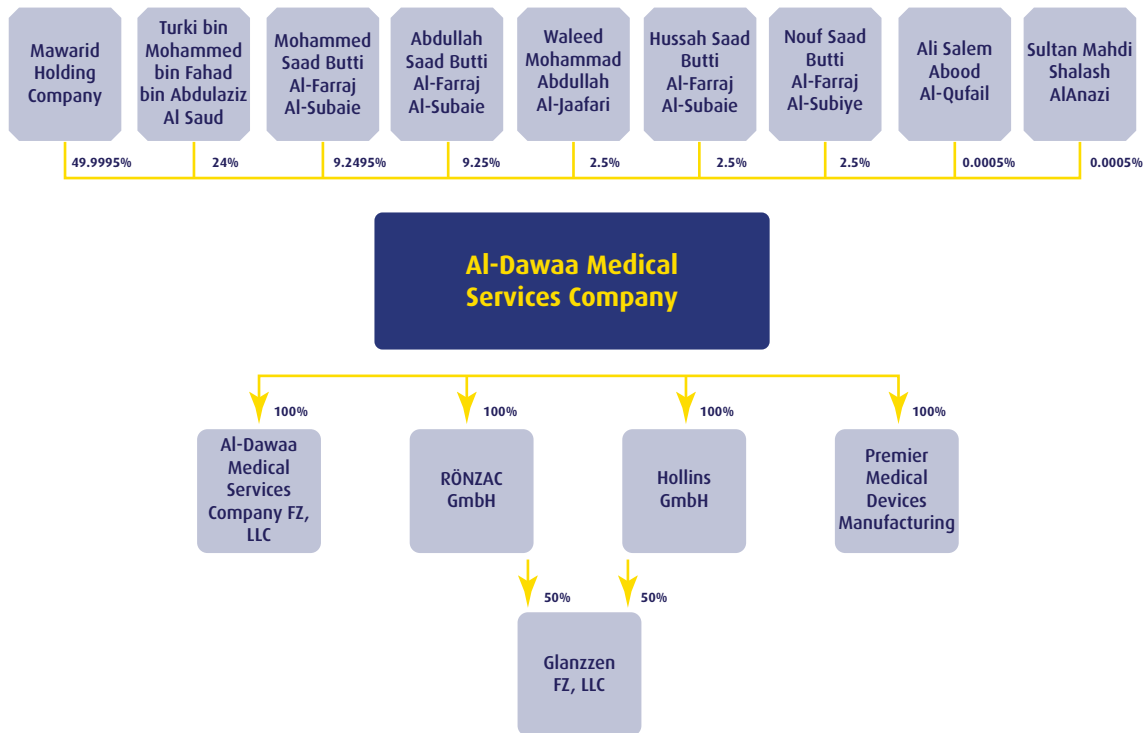 Mawarid
Holding
Company
Turki bin
Mohammed
bin Fahad
bin Abdulaziz
Al Saud
Mohammed
Saad Butti
Al-Farraj
Al-Subaie
Abdullah
Saad Butti
Al-Farraj
Al-Subaie
Waleed
Mohammad
Abdullah
Al-Jaafari
Hussah Saad
Butti
Al-Farraj
Al-Subaie
Nouf Saad
Butti
Al-Farraj
Al-Subiye
Ali Salem
Abood
Al-Qufail
Sultan Mahdi
Shalash
AlAnazi
49.9995%
24%
9.2495%
9.25%
2.5%
2.5%
2.5%
0.0005%
0.0005%
Al-Dawaa Medical
Services Company
100%
100%
100%
100%
Al-Dawaa
Medical
Services
Company FZ,
LLC
RÖNZAC
GmbH
Hollins
GmbH
Premier
Medical
Devices
Manufacturing
50%
50%
Glanzzen
FZ, LLC